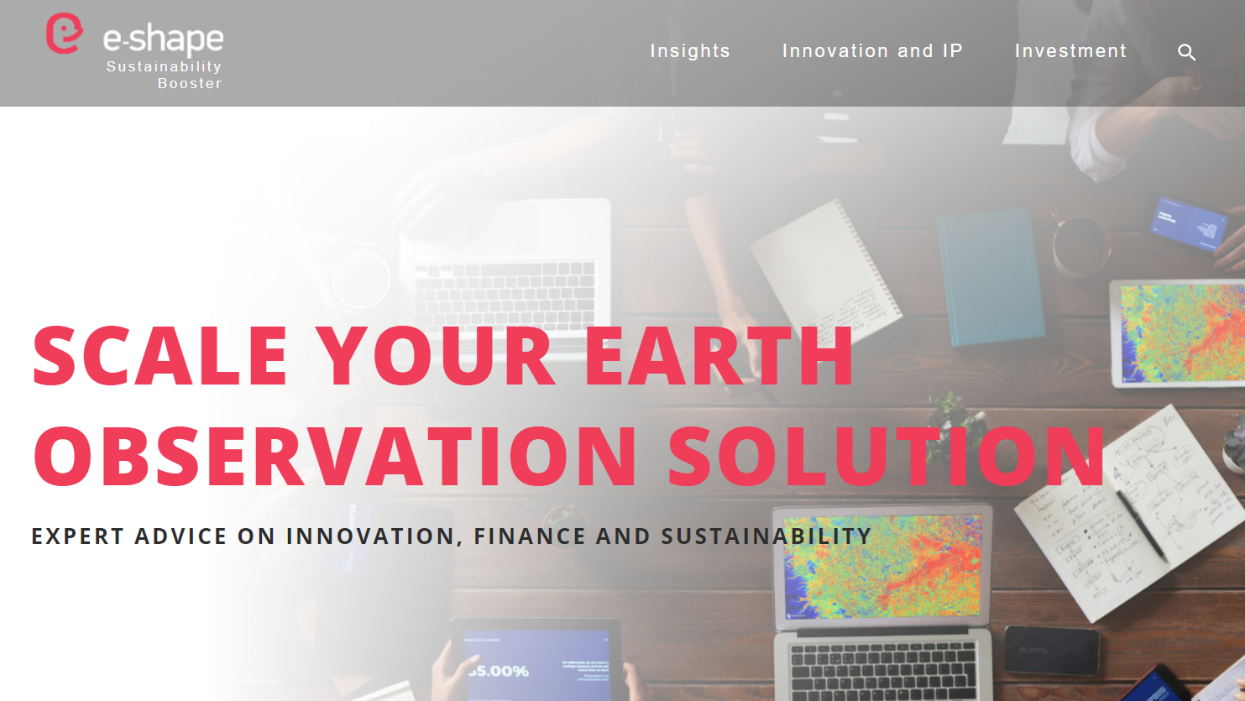 e-shape
Sustainability
Booster
Insights
Innovation and IP
Investment
SCALE YOUR EARTH
OBSERVATION SOLUTION
EXPERT ADVICE ON INNOVATION, FINANCE AND SUSTAINABILITY